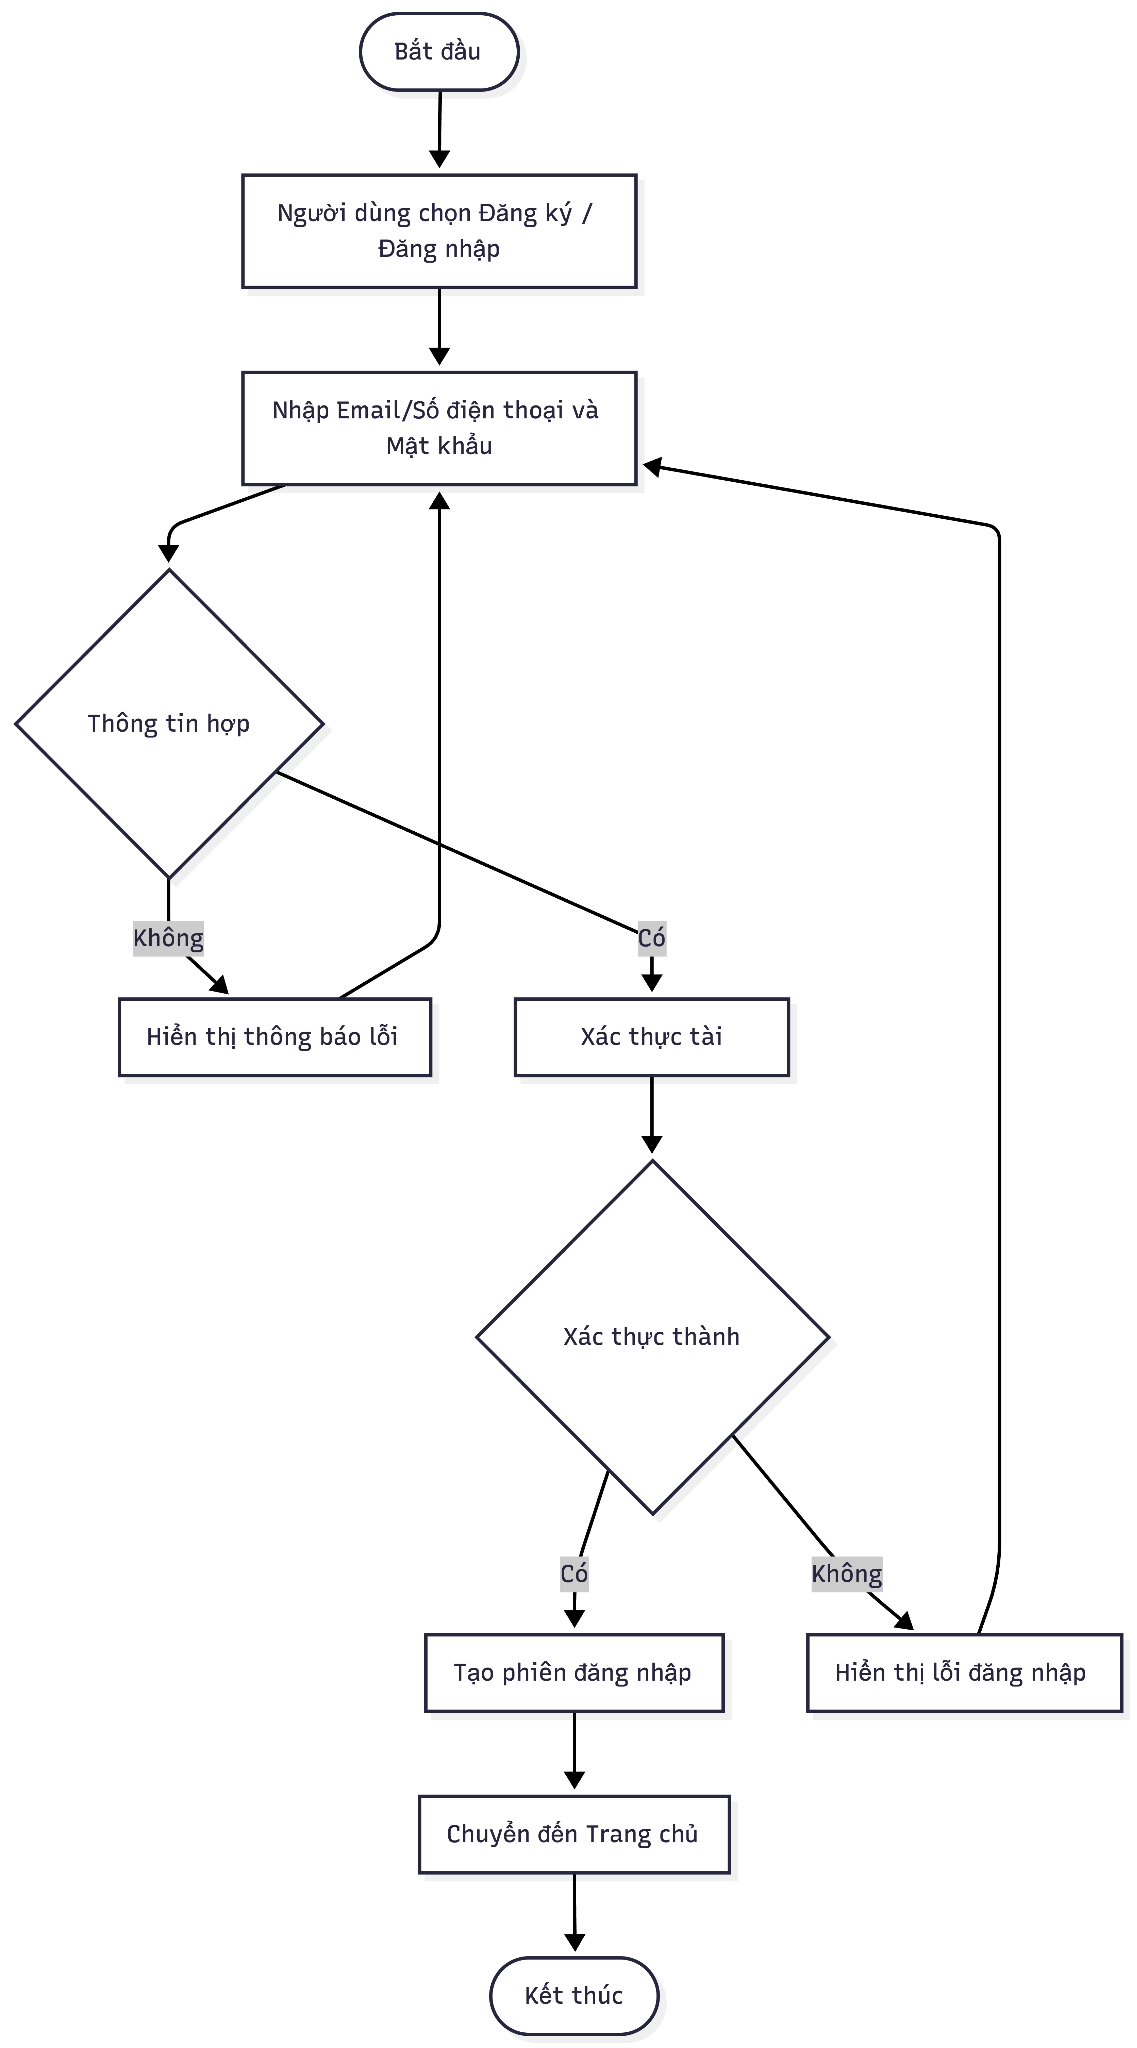 Bắt đầu
Người dùng chọn Đăng ký /
Đăng nhập
Nhập Email/Số điện thoại và
Mật khẩu
Thông tin hợp
Không
Có
Hiển thị thông báo lỗi
Xác thực tài
Xác thực thành
Có
Không
Tạo phiên đăng nhập
Hiển thị lỗi đăng nhập
Chuyển đến Trang chủ
Kết thúc